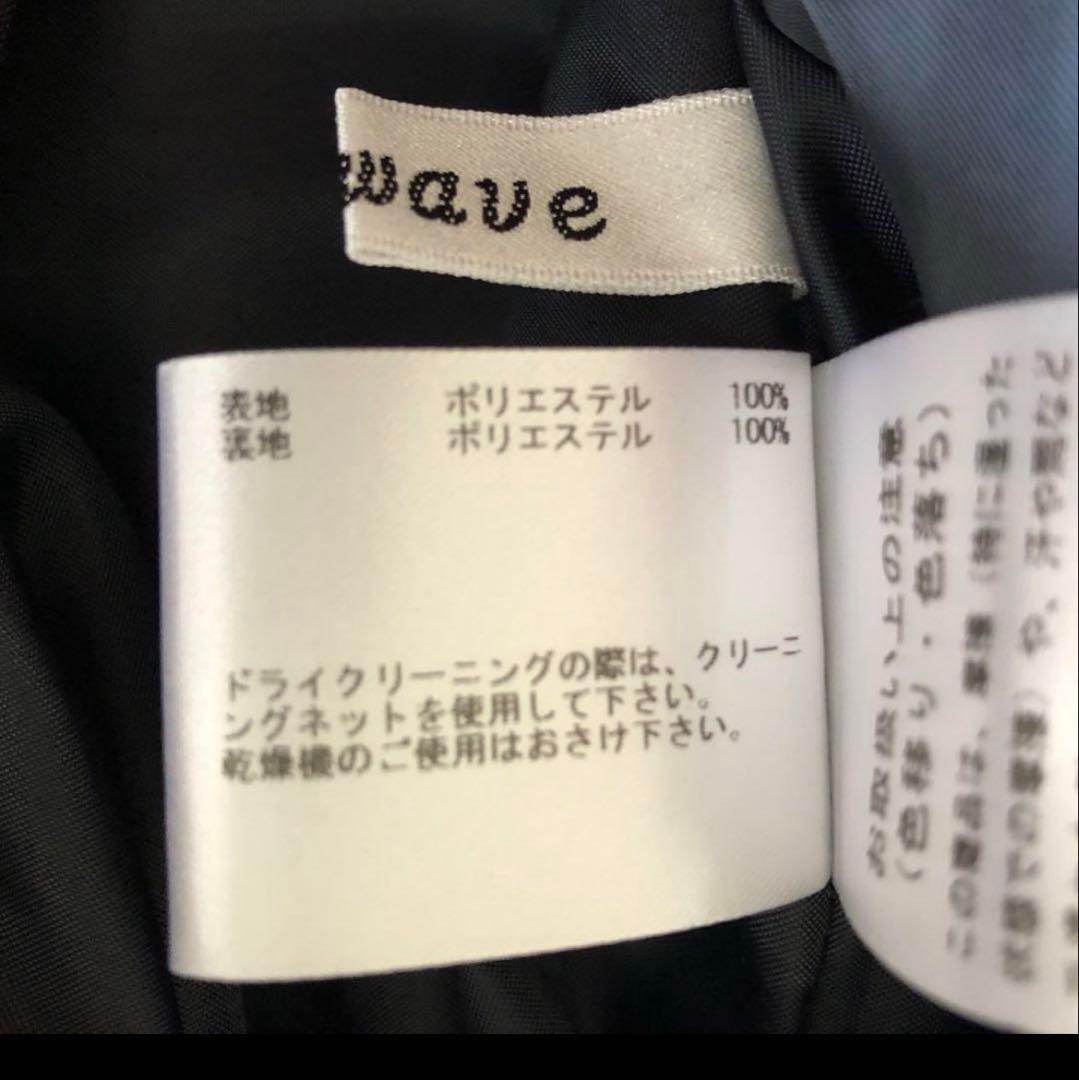 wave
表地 ポリエステル 100%
裏地 ポリエステル 100%
ドライクリーニングの際は、クリーニ
ングネットを使用して下さい。
乾燥機のご使用はおさけ下さい。
お取扱い上の注意
(色移り・色落ち)
この製品は、摩擦(特に湿った
状態での摩擦)や、汗や雨など